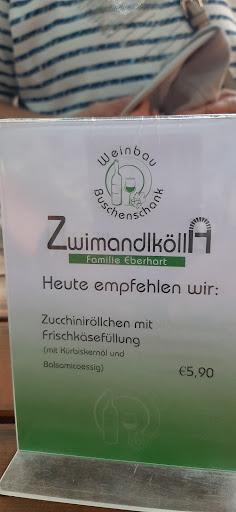 Weinbau
Buschenschank
ZwimandlköllA
Familie Eberhart
Heute empfehlen wir:
Zucchiniröllchen mit
Frischkäsefüllung
(mit Kürbiskernöl und
Balsamicoessig)
€5,90